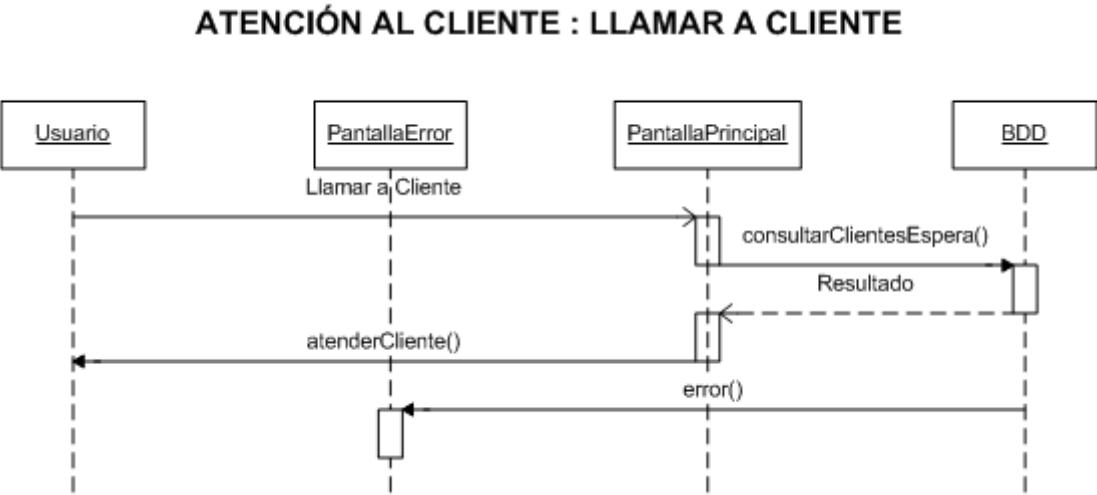 ATENCIÓN AL CLIENTE : LLAMAR A CLIENTE
Usuario
PantallaError
PantallaPrincipal
BDD
Llamar a Cliente
consultarClientesEspera()
Resultado
atenderCliente()
error()